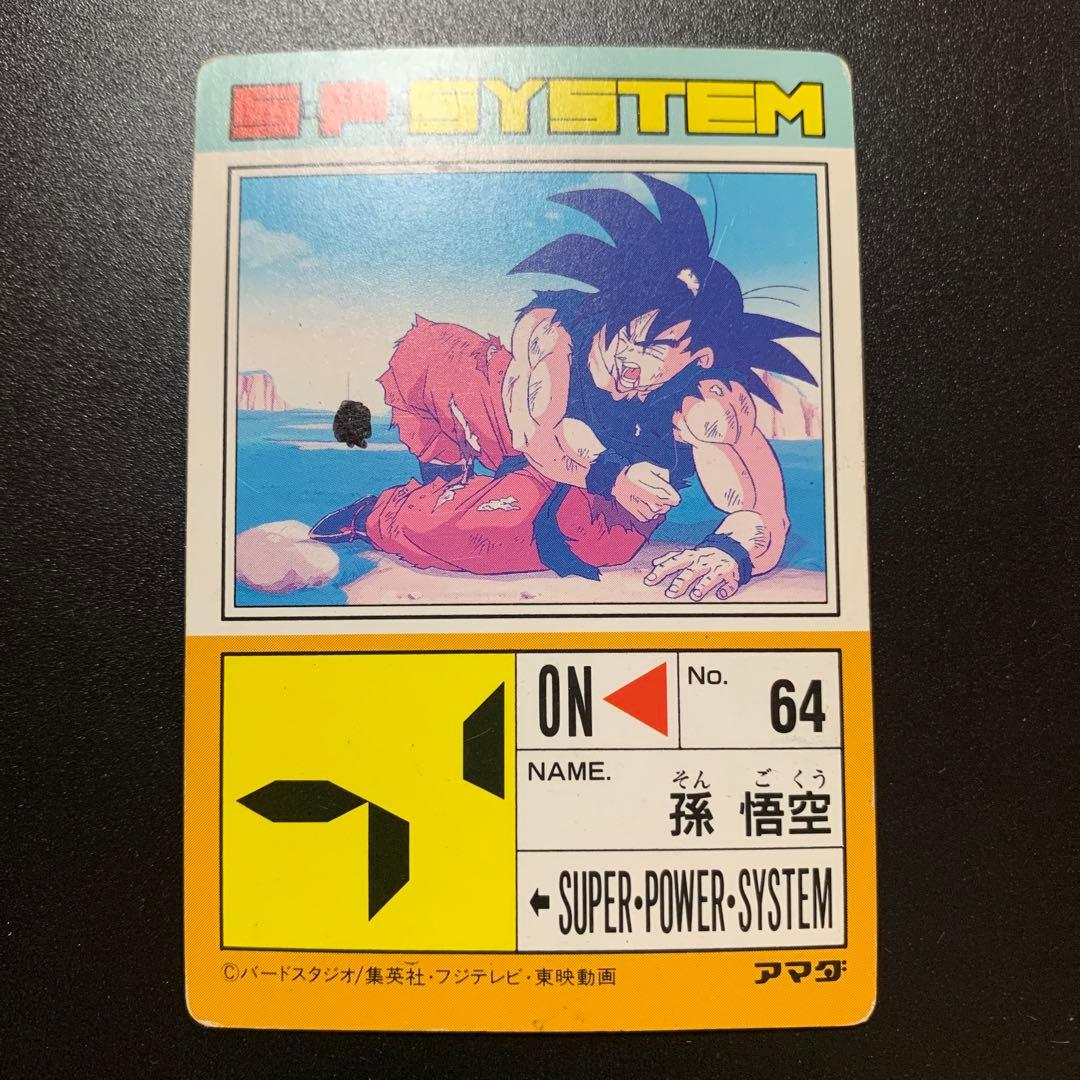 SP SYSTEM
ON
No.
64
NAME.
そん ご くう
孫 悟空
SUPER・POWER・SYSTEM
©バードスタジオ/集英社・フジテレビ・東映動画
アマダ